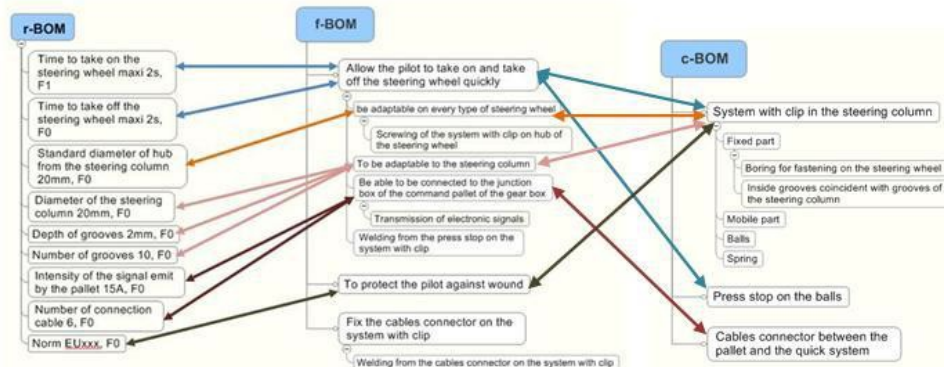 r-BOM
Time to take on the
steering wheel maxi 2s,
F1
Time to take off the
steering wheel maxi 2s,
F0
Standard diameter of hub
from the steering column
20mm, F0
Diameter of the steering
column 20mm, F0
Depth of grooves 2mm, F0
Number of grooves 10, F0
Intensity of the signal emit
by the pallet 15A, F0
Number of connection
cable 6, F0
Norm EUxxx, F0
f-BOM
Allow the pilot to take on and take
off the steering wheel quickly
be adaptable on every type of steering wheel
Screwing of the system with clip on hub of
the steering wheel
To be adaptable to the steering column
Be able to be connected to the junction
box of the command pallet of the gear box
Transmission of electronic signals
Welding from the press stop on the
system with clip
To protect the pilot against wound
Fix the cables connector on the
system with clip
Welding from the cables connector on the system with clip
c-BOM
System with clip in the steering column
Fixed part
Boring for fastening on the steering wheel
Inside grooves coincident with grooves of
the steering column
Mobile part
Balls
Spring
Press stop on the balls
Cables connector between the
pallet and the quick system